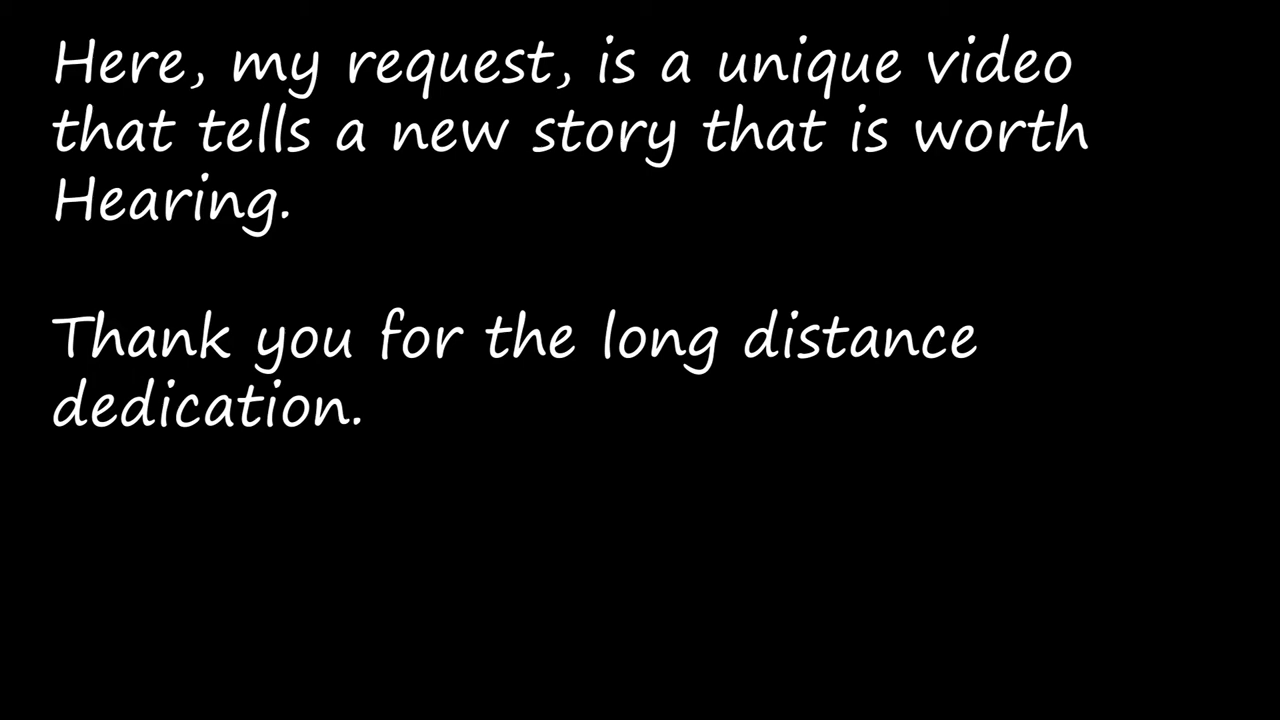 Here, my request, is a unique video
that tells a new story that is worth
Hearing.
Thank you for the long distance
dedication.